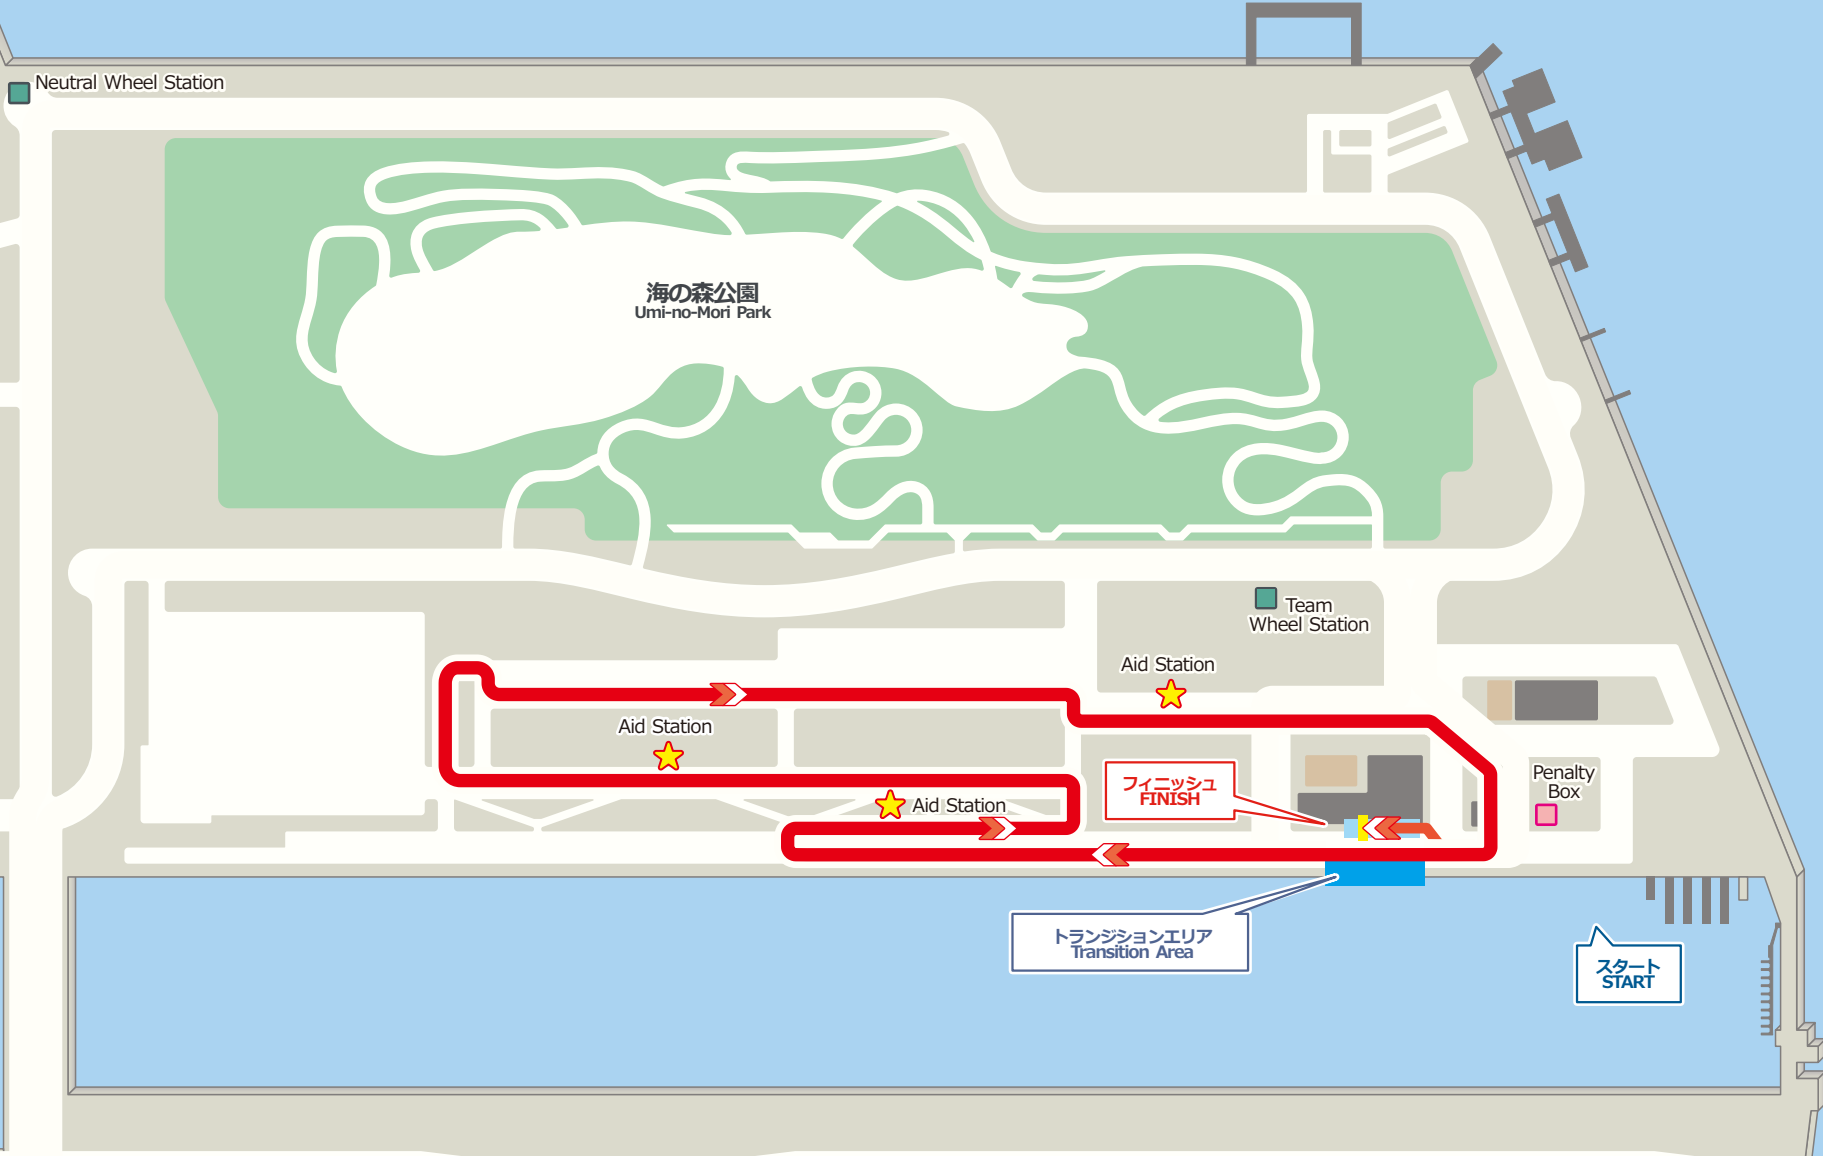 Neutral Wheel Station
海の森公園
Umi-no-Mori Park
Team
Wheel Station
Aid Station
Aid Station
Aid Station
フィニッシュ
FINISH
Penalty
Box
トランジションエリア
Transition Area
スタート
START